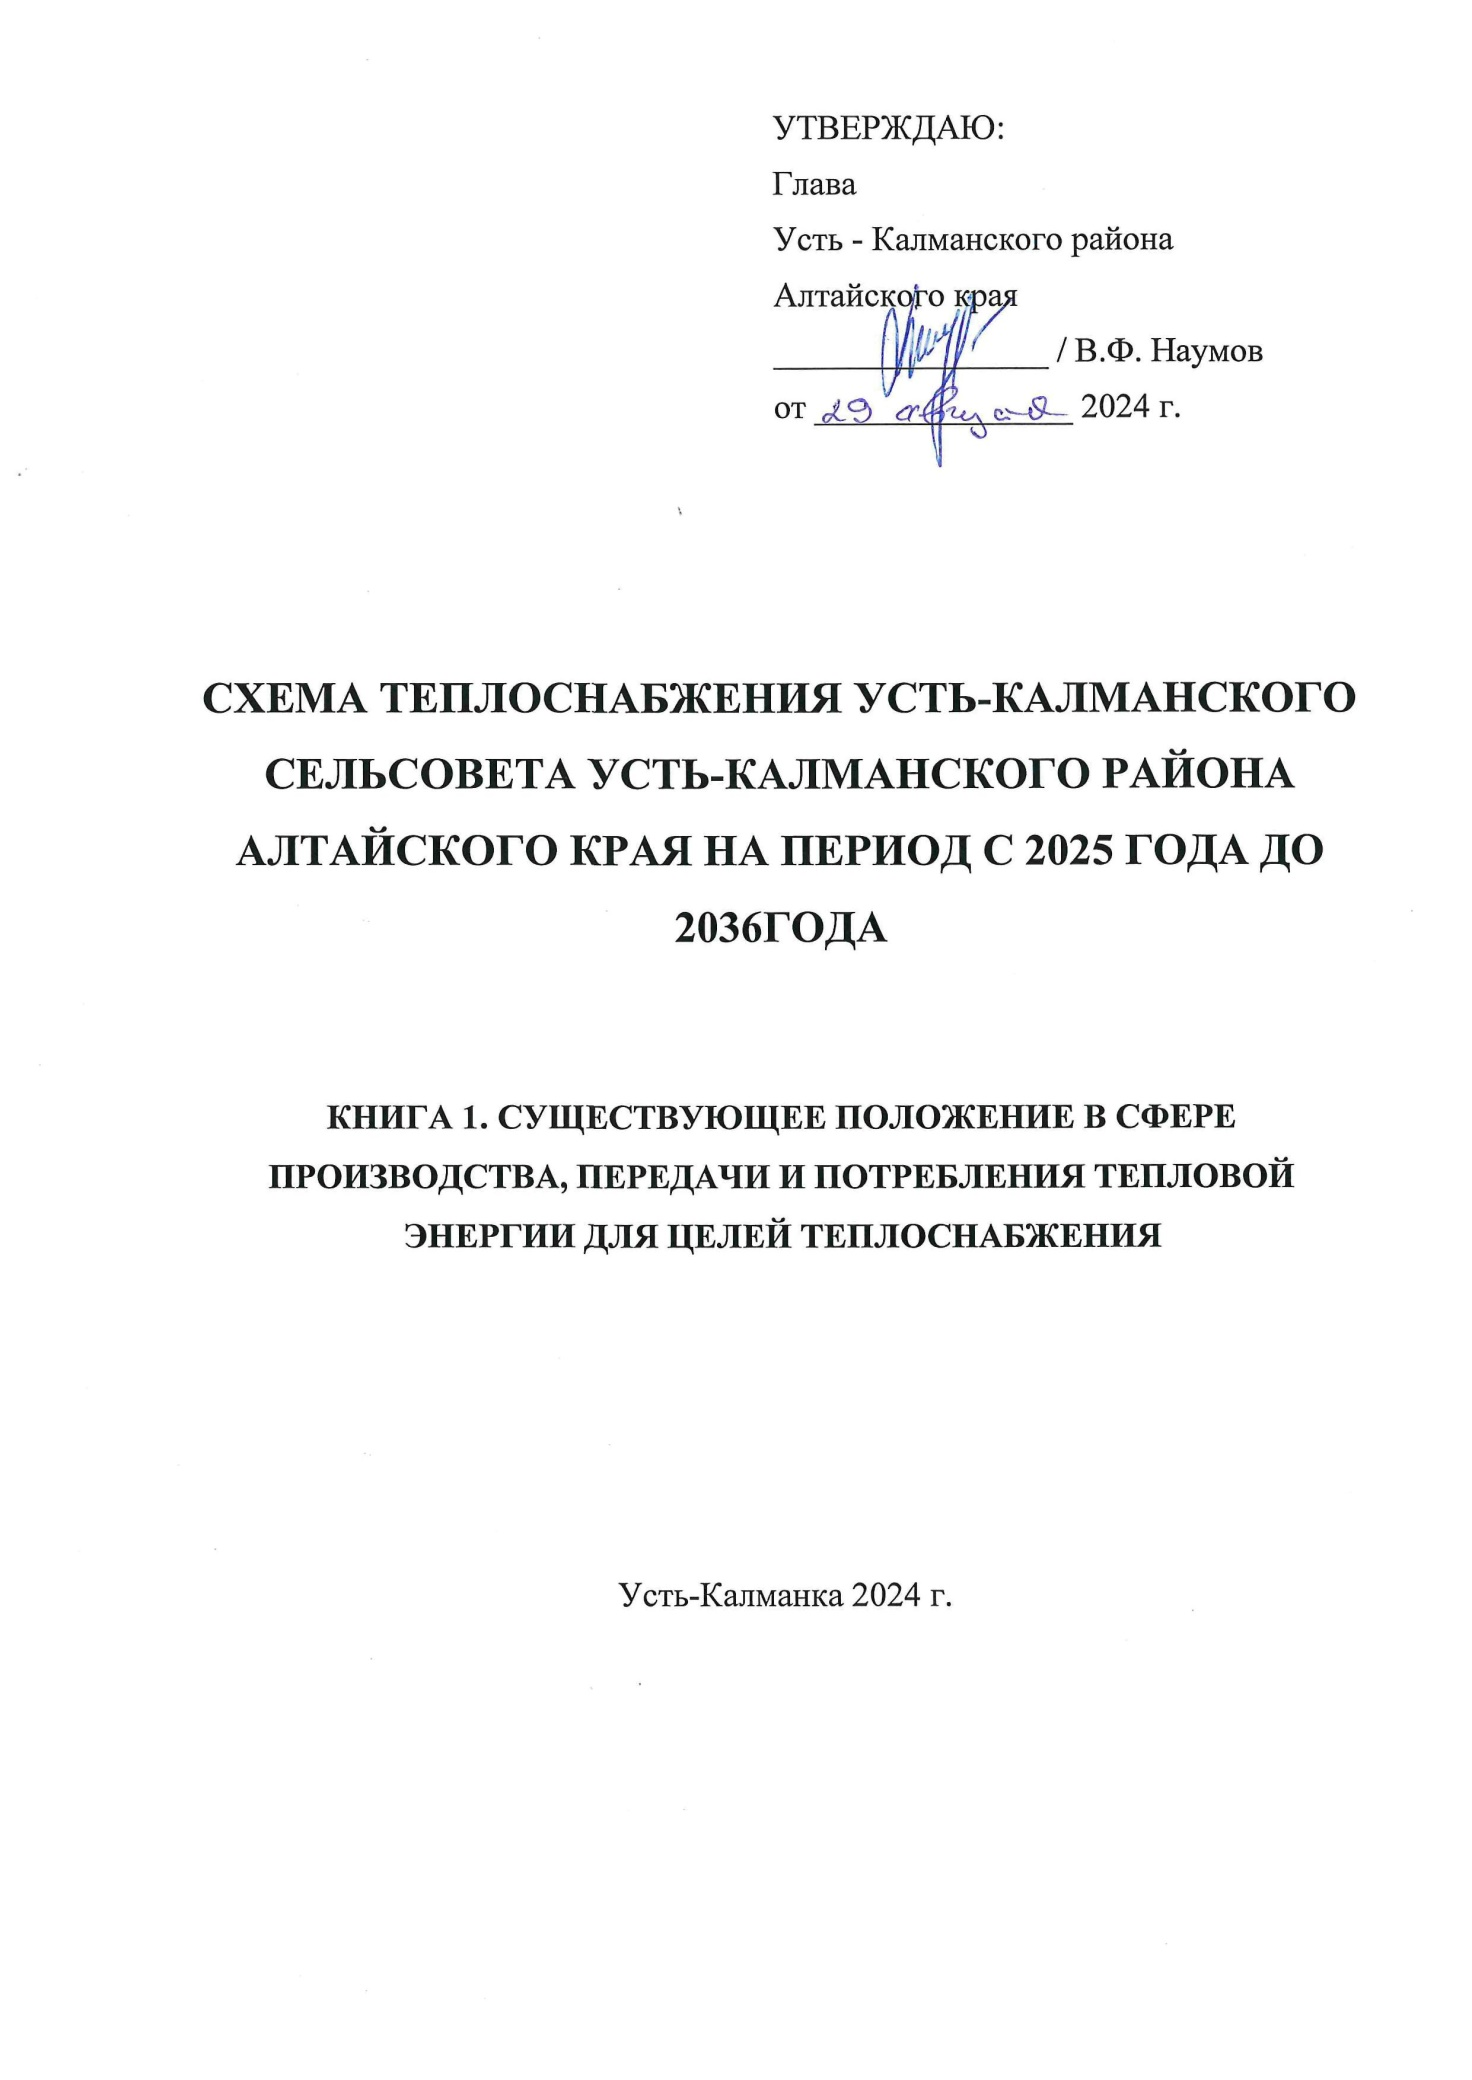 УТВЕРЖДАЮ:
Глава
Усть - Калманского района
Алтайского края
/ В.Ф. Наумов
от 29 августа 2024 г.
СХЕМА ТЕПЛОСНАБЖЕНИЯ УСТЬ-КАЛМАНСКОГО
СЕЛЬСОВЕТА УСТЬ-КАЛМАНСКОГО РАЙОНА
АЛТАЙСКОГО КРАЯ НА ПЕРИОД С 2025 ГОДА ДО
2036ГОДА
КНИГА 1. СУЩЕСТВУЮЩЕЕ ПОЛОЖЕНИЕ В СФЕРЕ
ПРОИЗВОДСТВА, ПЕРЕДАЧИ И ПОТРЕБЛЕНИЯ ТЕПЛОВОЙ
ЭНЕРГИИ ДЛЯ ЦЕЛЕЙ ТЕПЛОСНАБЖЕНИЯ
Усть-Калманка 2024 г.